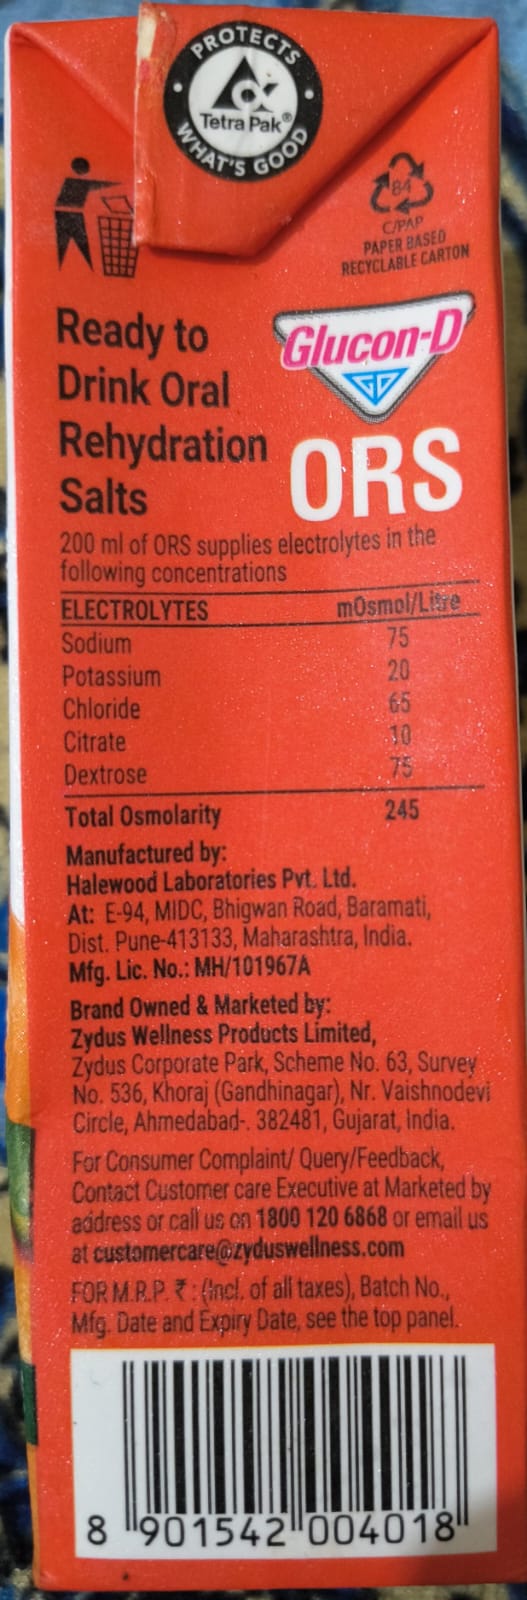 PROTECTS
Tetra Pak®
WHAT'S GOOD
84
C/PAP
PAPER BASED
RECYCLABLE CARTON
Ready to
Drink Oral
Rehydration
Salts
Glucon-D
GD
ORS
200 ml of ORS supplies electrolytes in the
following concentrations
ELECTROLYTES mOsmol/Litre
Sodium 75
Potassium 20
Chloride 65
Citrate 10
Dextrose 75
Total Osmolarity 245
Manufactured by:
Halewood Laboratories Pvt. Ltd.
At: E-94, MIDC, Bhigwan Road, Baramati,
Dist. Pune-413133, Maharashtra, India.
Mfg. Lic. No.: MH/101967A
Brand Owned & Marketed by:
Zydus Wellness Products Limited,
Zydus Corporate Park, Scheme No. 63, Survey
No. 536, Khoraj (Gandhinagar), Nr. Vaishnodevi
Circle, Ahmedabad-. 382481, Gujarat, India.
For Consumer Complaint/ Query/Feedback,
Contact Customer care Executive at Marketed by
address or call us on 1800 120 6868 or email us
at customercare@zyduswellness.com
FOR M.R.P. ₹ : (Incl. of all taxes), Batch No.,
Mfg. Date and Expiry Date, see the top panel.
8 901542 004018